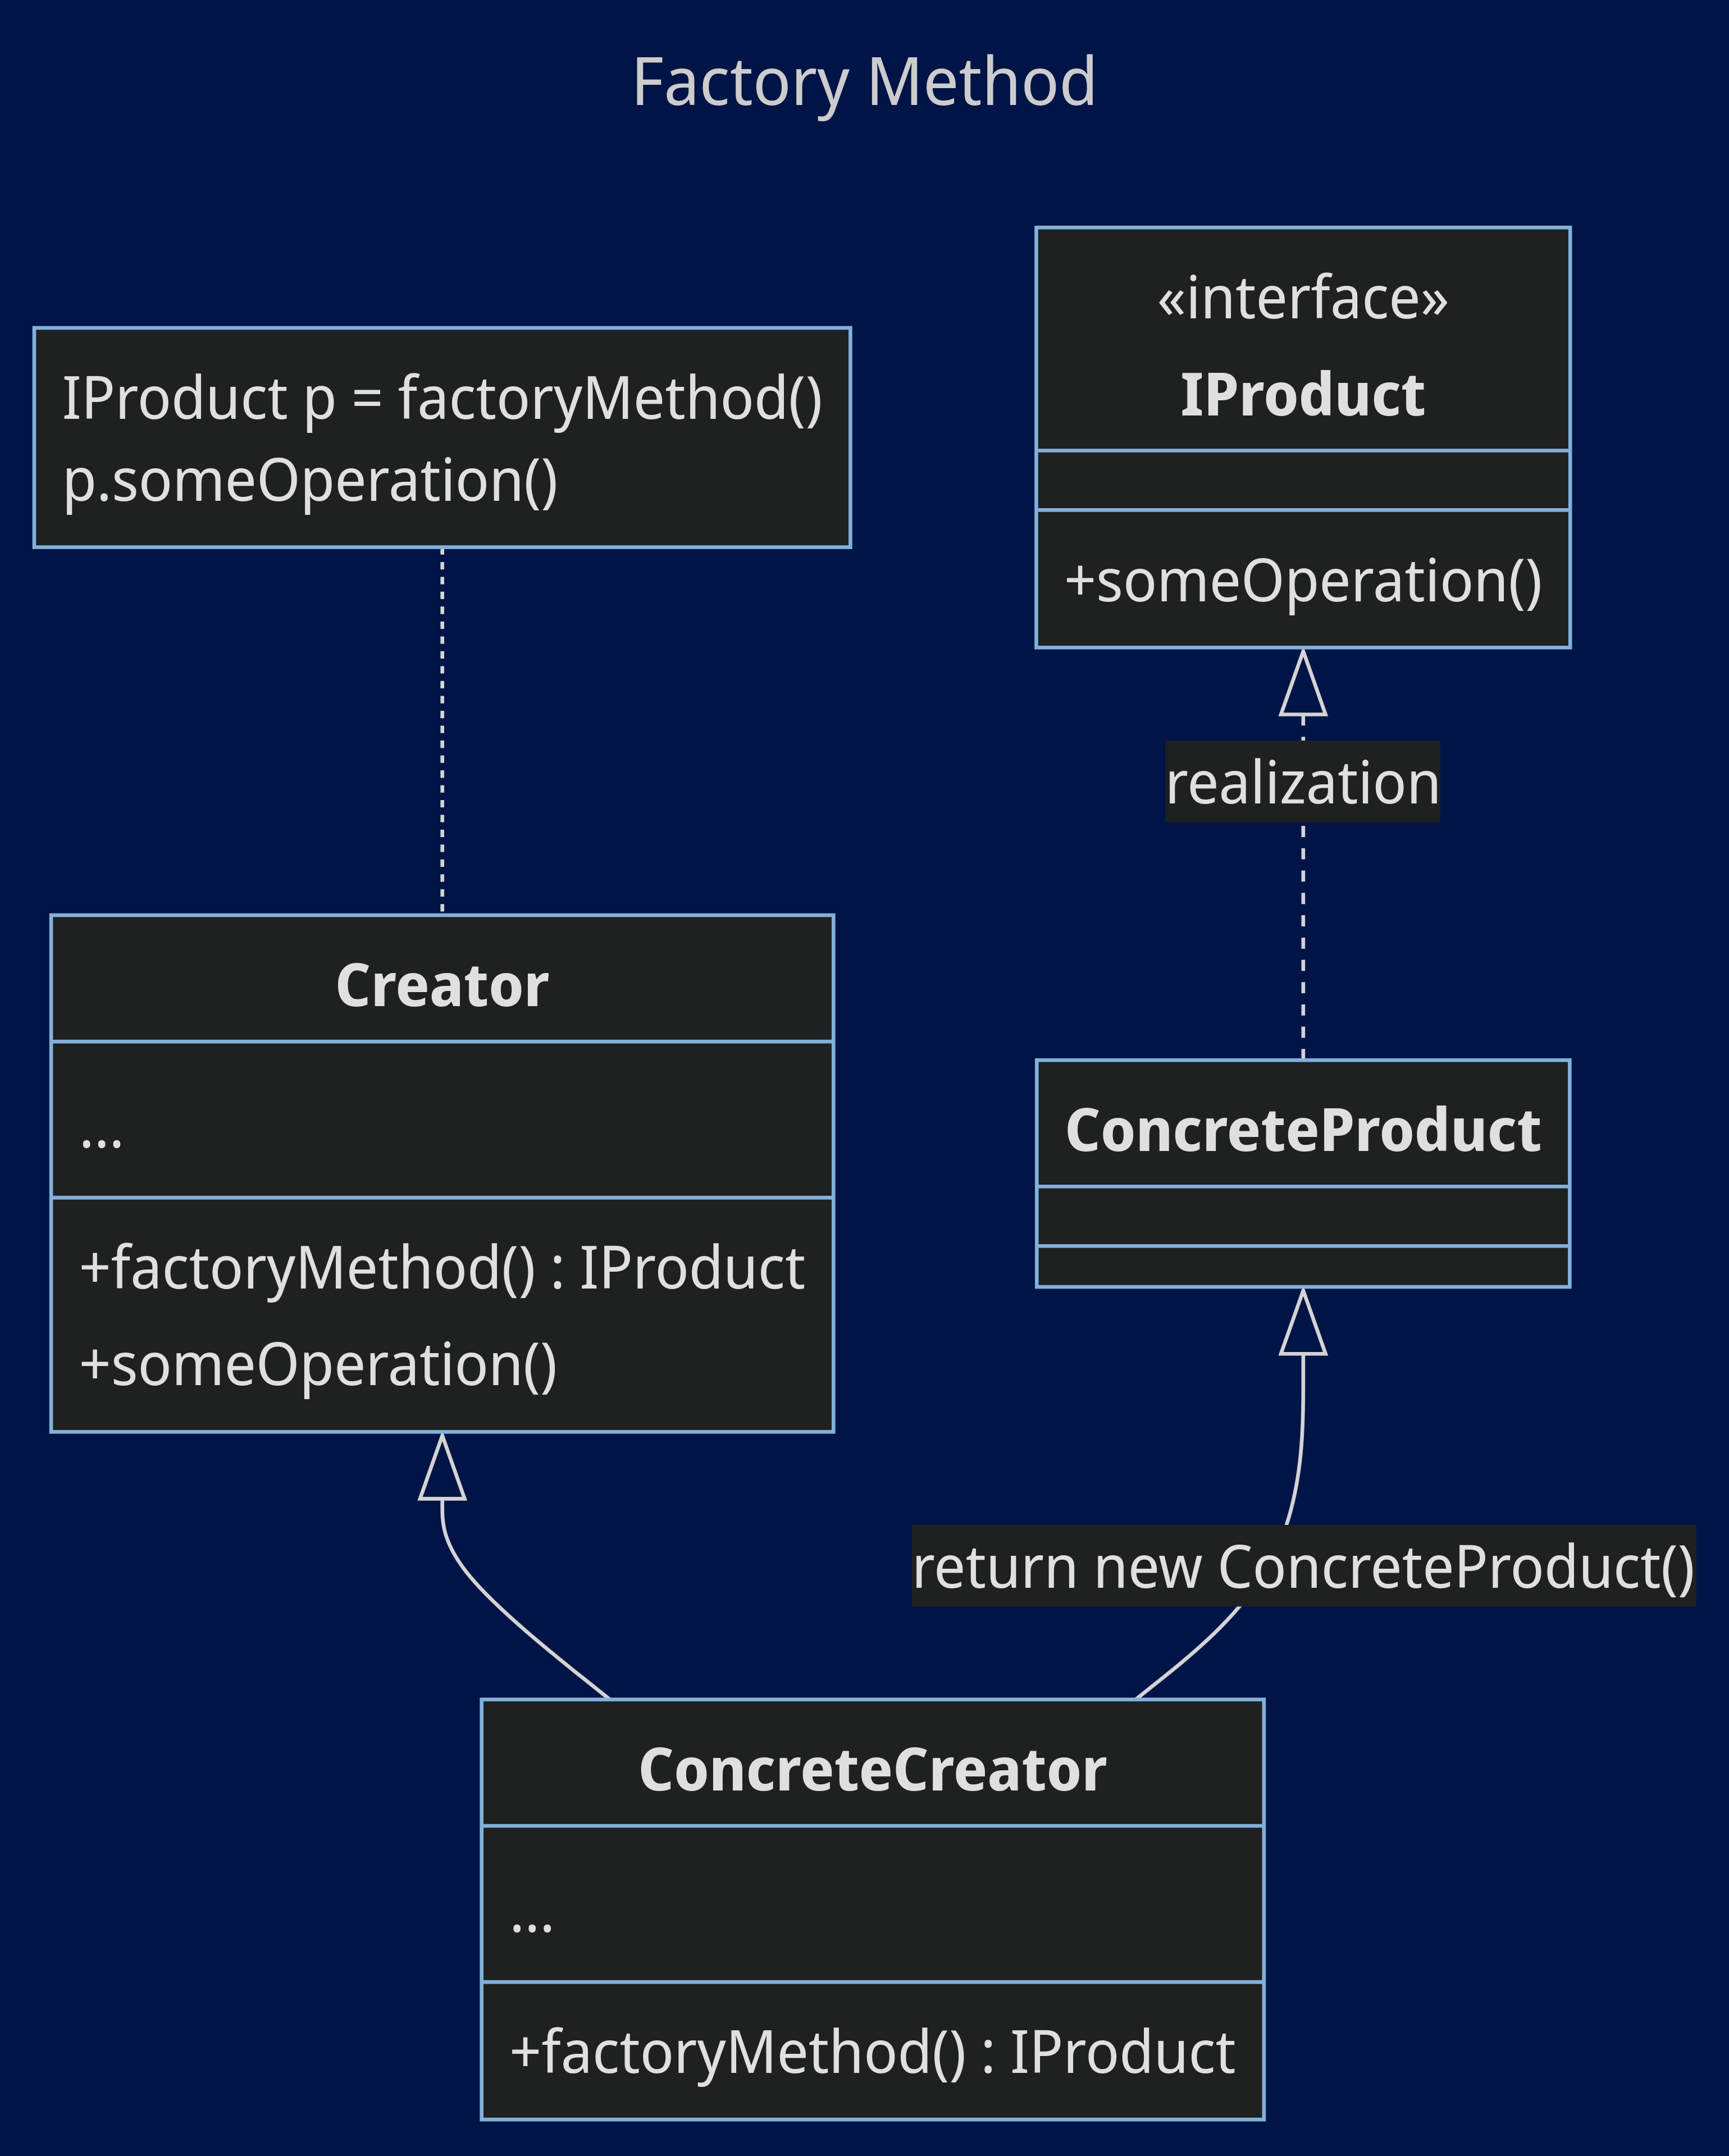 Factory Method
IProduct p = factoryMethod()
p.someOperation()
«interface»
IProduct
+someOperation()
realization
Creator
...
+factoryMethod() : IProduct
+someOperation()
ConcreteProduct
return new ConcreteProduct()
ConcreteCreator
...
+factoryMethod() : IProduct